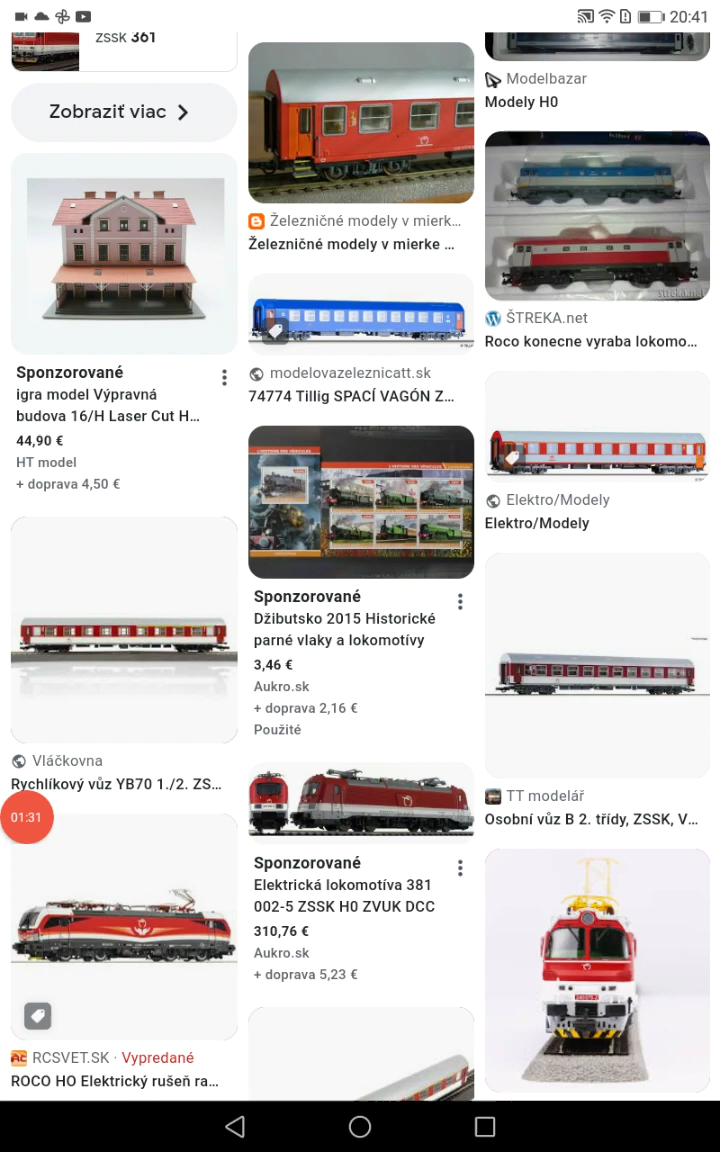 20:41
ZSSK 361
Zobraziť viac
Sponzorované
igra model Výpravná
budova 16/H Laser Cut H...
44,90 €
HT model
+ doprava 4,50 €
Vláčkovna
Rychlíkový vůz YB70 1./2. ZS...
01:31
RCSVET.SK · Vypredané
ROCO HO Elektrický rušeň ra...
Železničné modely v mierk...
Železničné modely v mierke ...
modelovazeleznicatt.sk
74774 Tillig SPACÍ VAGÓN Z...
Sponzorované
Džibutsko 2015 Historické
parné vlaky a lokomotívy
3,46 €
Aukro.sk
+ doprava 2,16 €
Použité
Sponzorované
Elektrická lokomotíva 381
002-5 ZSSK H0 ZVUK DCC
310,76 €
Aukro.sk
+ doprava 5,23 €
Modelbazar
Modely H0
ŠTREKA.net
Roco konecne vyraba lokomo...
Elektro/Modely
Elektro/Modely
TT modelář
Osobní vůz B 2. třídy, ZSSK, V...